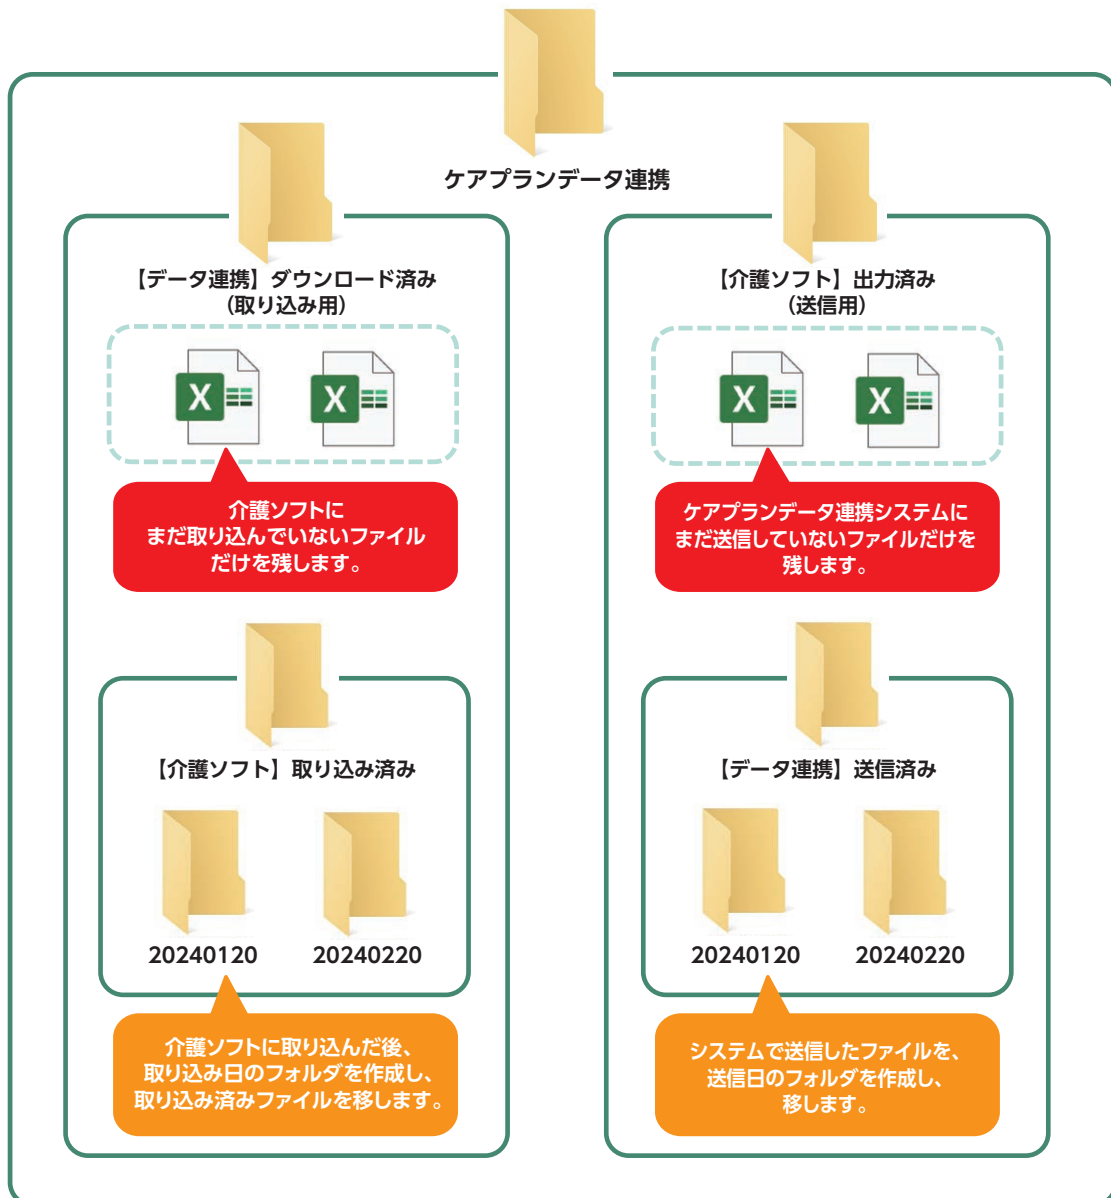 ケアプランデータ連携
【データ連携】ダウンロード済み
(取り込み用)
X
X
介護ソフトに
まだ取り込んでいないファイル
だけを残します。
【介護ソフト】取り込み済み
20240120
20240220
介護ソフトに取り込んだ後、
取り込み日のフォルダを作成し、
取り込み済みファイルを移します。
【介護ソフト】出力済み
(送信用)
X
X
ケアプランデータ連携システムに
まだ送信していないファイルだけを
残します。
【データ連携】送信済み
20240120
20240220
システムで送信したファイルを、
送信日のフォルダを作成し、
移します。